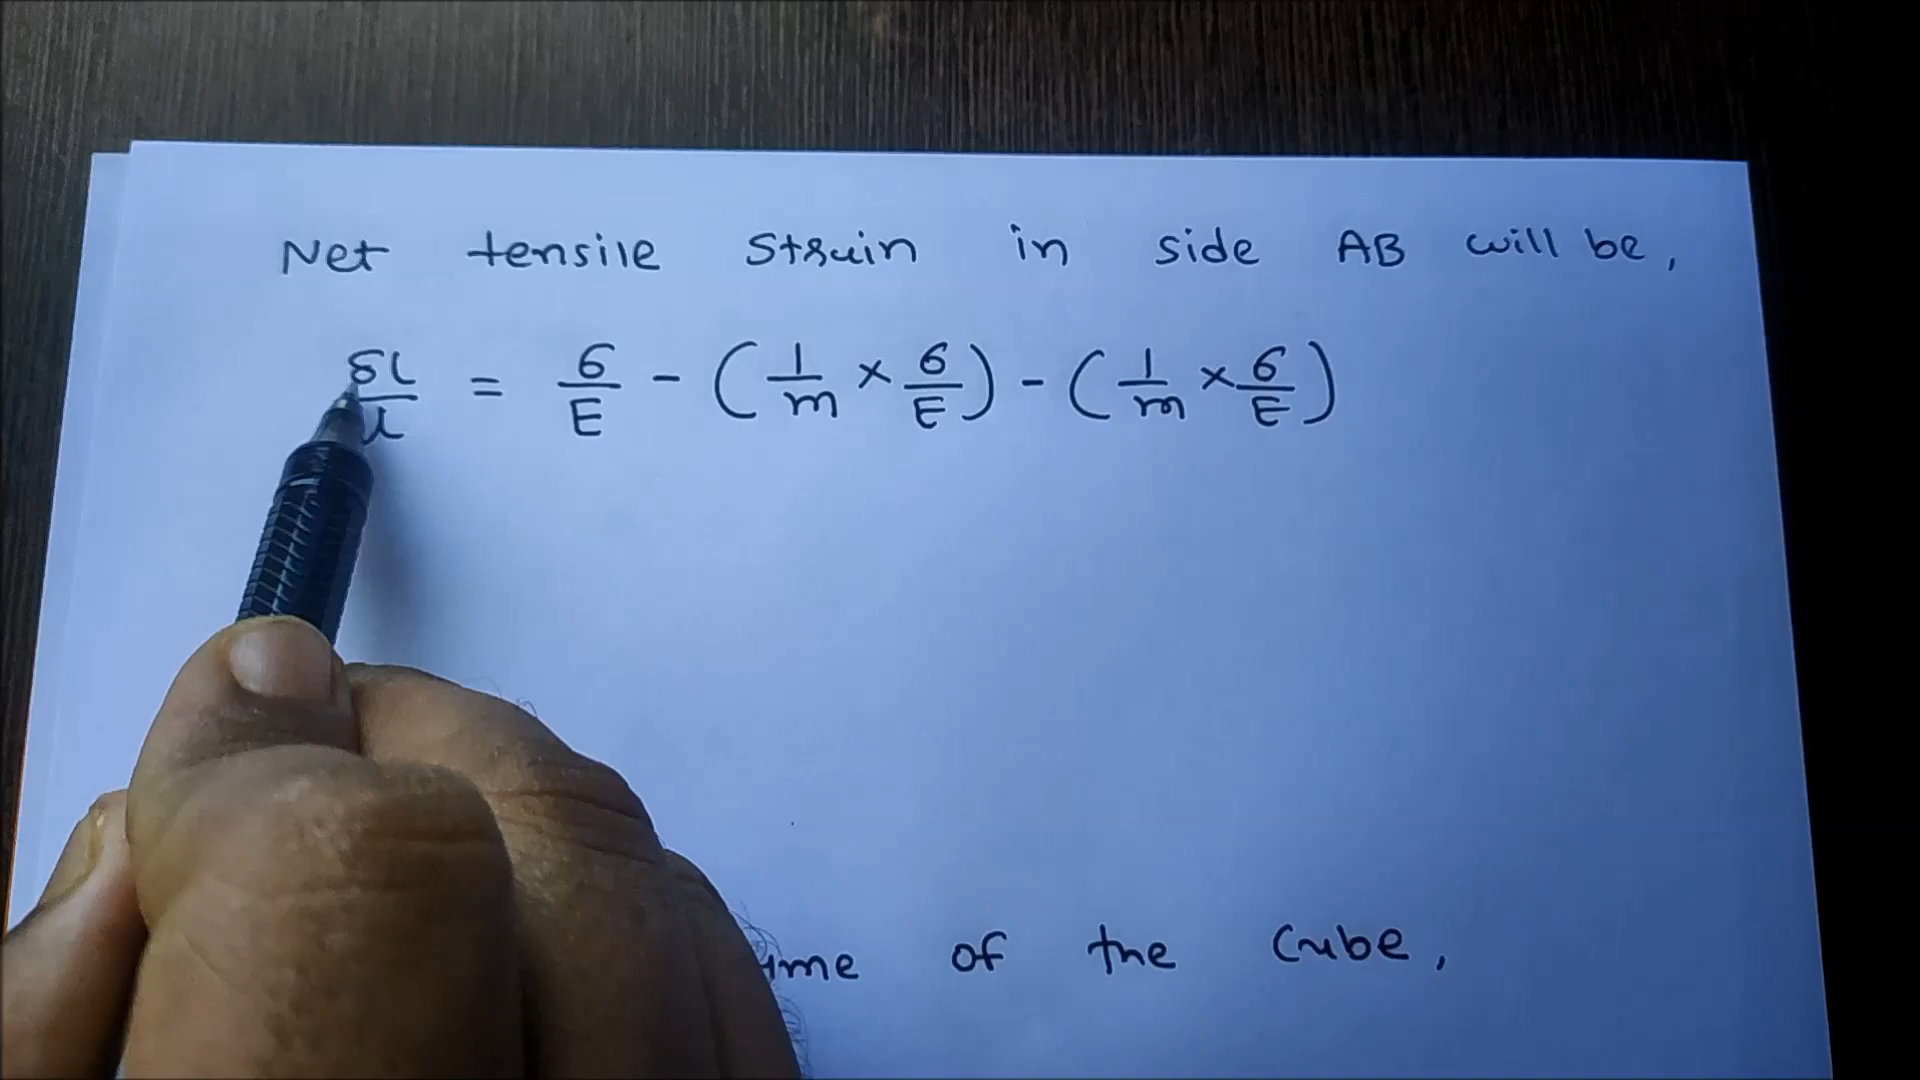 Net tensile strain in side AB will be,
δl/l = σ/E - (1/m × σ/E) - (1/m × σ/E)
of the cube,